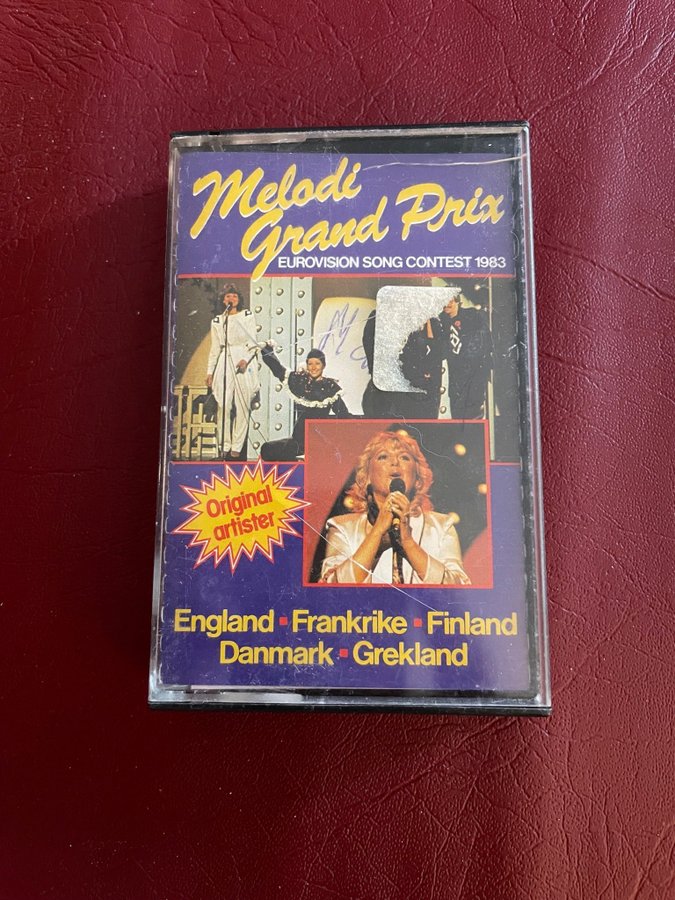 Melodi
Grand Prix
EUROVISION SONG CONTEST 1983
Original
artister
England ▪ Frankrike ▪ Finland
Danmark ▪ Grekland